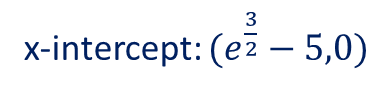 x-intercept: (e^{3/2} − 5,0)